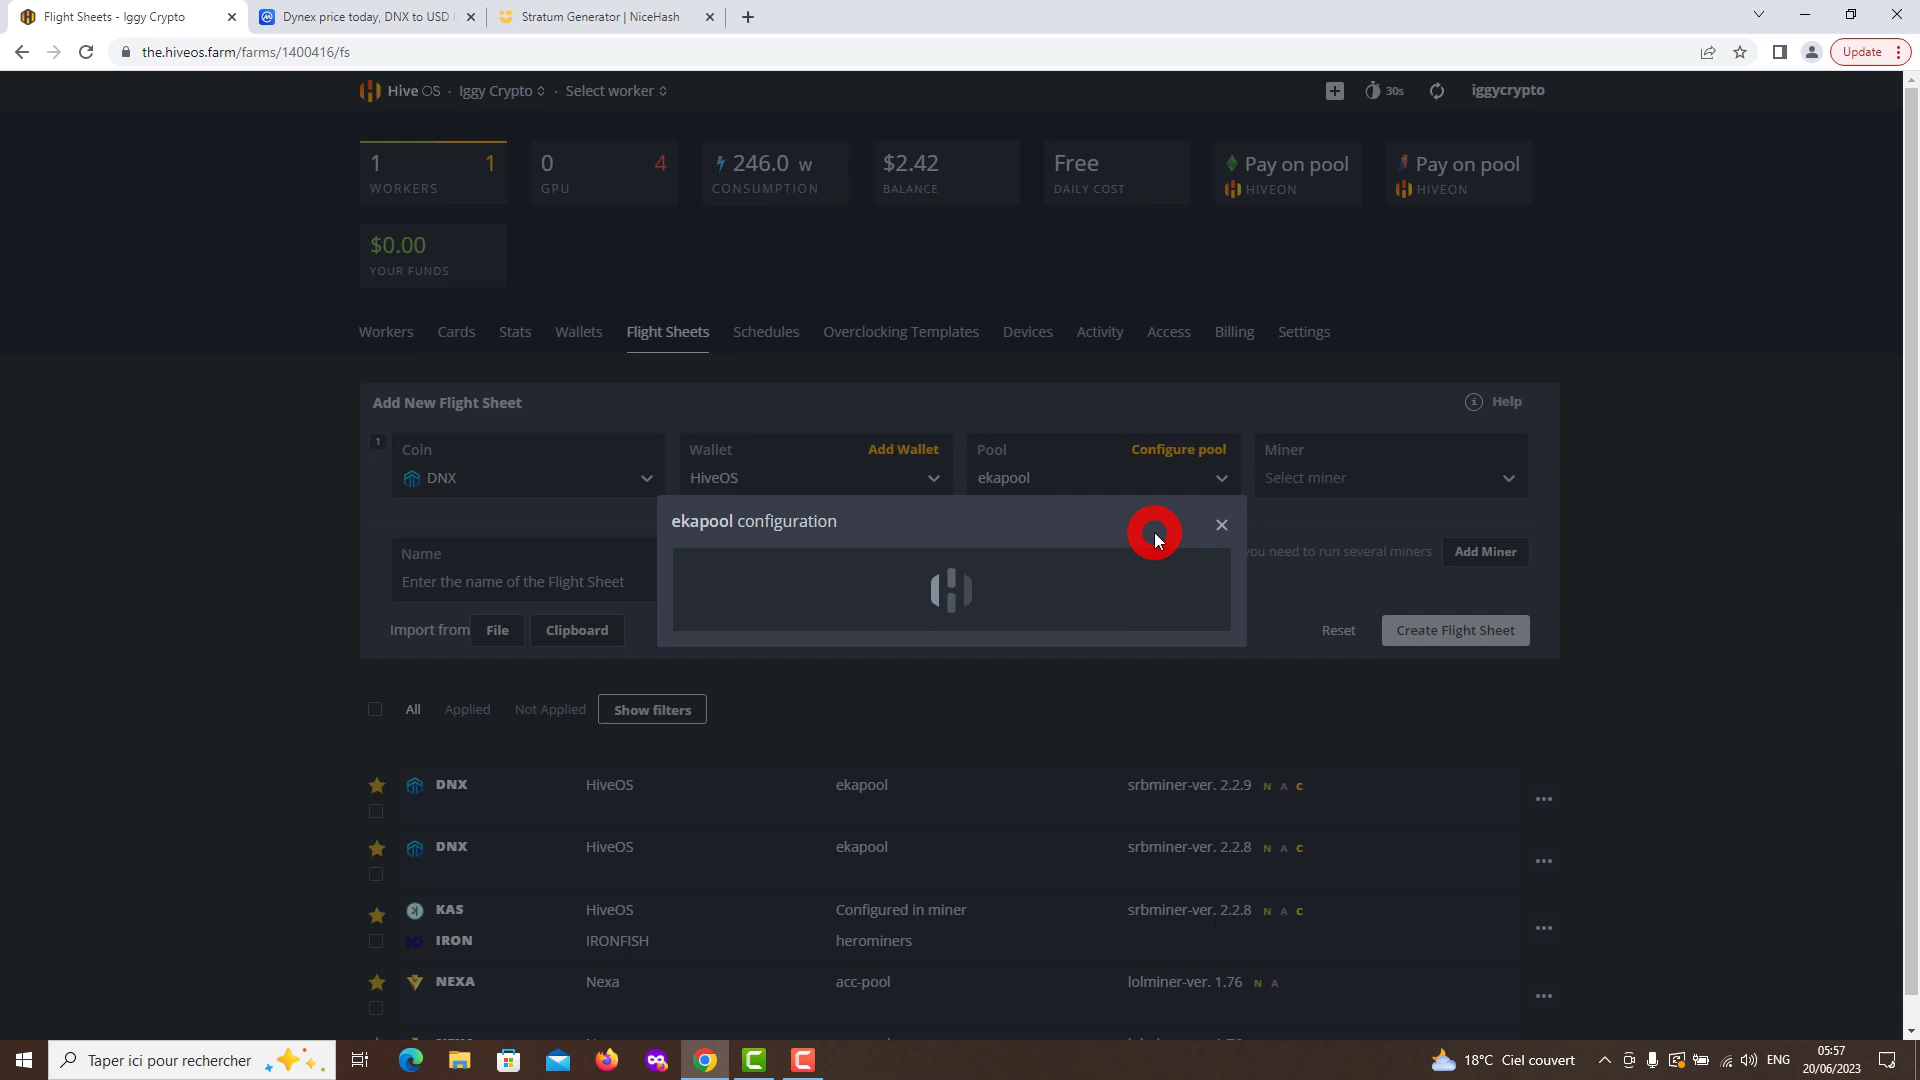 Flight Sheets - Iggy Crypto
Dynex price today, DNX to USD li
Stratum Generator | NiceHash
the.hiveos.farm/farms/1400416/fs
Update
Hive OS · Iggy Crypto · Select worker
30s
iggycrypto
1 1
WORKERS
0 4
GPU
246.0 w
CONSUMPTION
$2.42
BALANCE
Free
DAILY COST
Pay on pool
HIVEON
Pay on pool
HIVEON
$0.00
YOUR FUNDS
Workers Cards Stats Wallets Flight Sheets Schedules Overclocking Templates Devices Activity Access Billing Settings
Add New Flight Sheet
Help
1
Coin
DNX
Wallet Add Wallet
HiveOS
Pool Configure pool
ekapool
Miner
Select miner
ekapool configuration
Name
Enter the name of the Flight Sheet
you need to run several miners
Add Miner
Import from File Clipboard
Reset Create Flight Sheet
All Applied Not Applied Show filters
DNX HiveOS ekapool srbminer-ver. 2.2.9 N A C
DNX HiveOS ekapool srbminer-ver. 2.2.8 N A C
KAS HiveOS Configured in miner srbminer-ver. 2.2.8 N A C
IRON IRONFISH herominers
NEXA Nexa acc-pool lolminer-ver. 1.76 N A
Taper ici pour rechercher
18°C Ciel couvert
ENG
05:57
20/06/2023